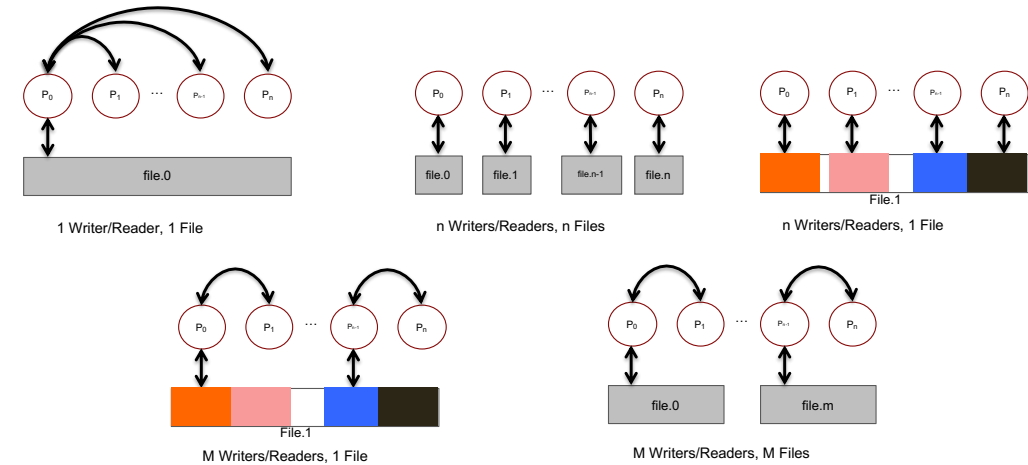 P0 P1 ... Pn-1 Pn
file.0
1 Writer/Reader, 1 File
P0 P1 ... Pn-1 Pn
file.0 file.1 file.n-1 file.n
n Writers/Readers, n Files
P0 P1 ... Pn-1 Pn
File.1
n Writers/Readers, 1 File
P0 P1 ... Pn-1 Pn
File.1
M Writers/Readers, 1 File
P0 P1 ... Pn-1 Pn
file.0 file.m
M Writers/Readers, M Files